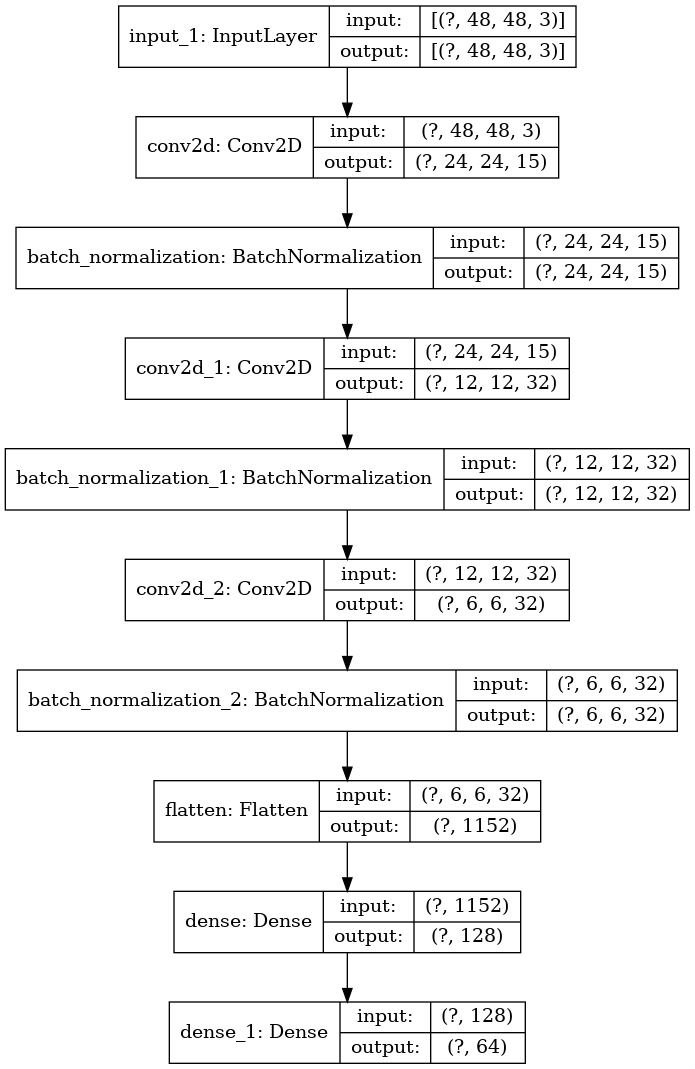 input_1: InputLayer
input: [(?, 48, 48, 3)]
output: [(?, 48, 48, 3)]
conv2d: Conv2D
input: (?, 48, 48, 3)
output: (?, 24, 24, 15)
batch_normalization: BatchNormalization
input: (?, 24, 24, 15)
output: (?, 24, 24, 15)
conv2d_1: Conv2D
input: (?, 24, 24, 15)
output: (?, 12, 12, 32)
batch_normalization_1: BatchNormalization
input: (?, 12, 12, 32)
output: (?, 12, 12, 32)
conv2d_2: Conv2D
input: (?, 12, 12, 32)
output: (?, 6, 6, 32)
batch_normalization_2: BatchNormalization
input: (?, 6, 6, 32)
output: (?, 6, 6, 32)
flatten: Flatten
input: (?, 6, 6, 32)
output: (?, 1152)
dense: Dense
input: (?, 1152)
output: (?, 128)
dense_1: Dense
input: (?, 128)
output: (?, 64)